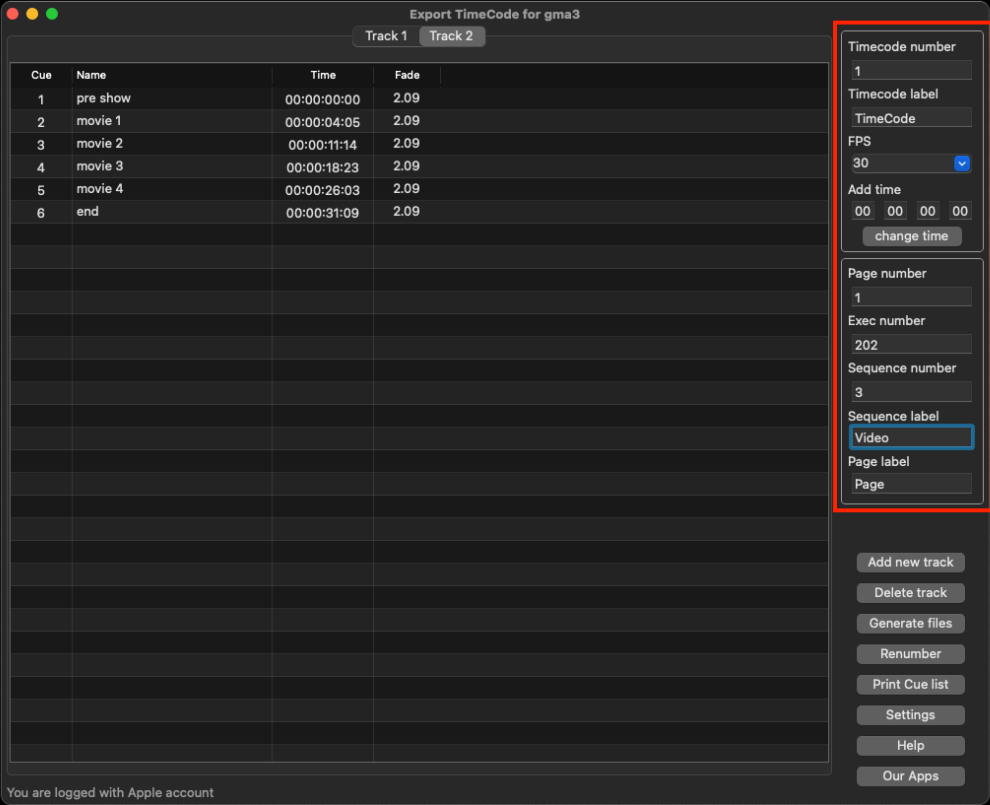 Export TimeCode for gma3
Track 1 Track 2
Cue Name Time Fade
1 pre show 00:00:00:00 2.09
2 movie 1 00:00:04:05 2.09
3 movie 2 00:00:11:14 2.09
4 movie 3 00:00:18:23 2.09
5 movie 4 00:00:26:03 2.09
6 end 00:00:31:09 2.09
Timecode number
1
Timecode label
TimeCode
FPS
30
Add time
00 00 00 00
change time
Page number
1
Exec number
202
Sequence number
3
Sequence label
Video
Page label
Page
Add new track
Delete track
Generate files
Renumber
Print Cue list
Settings
Help
Our Apps
You are logged with Apple account